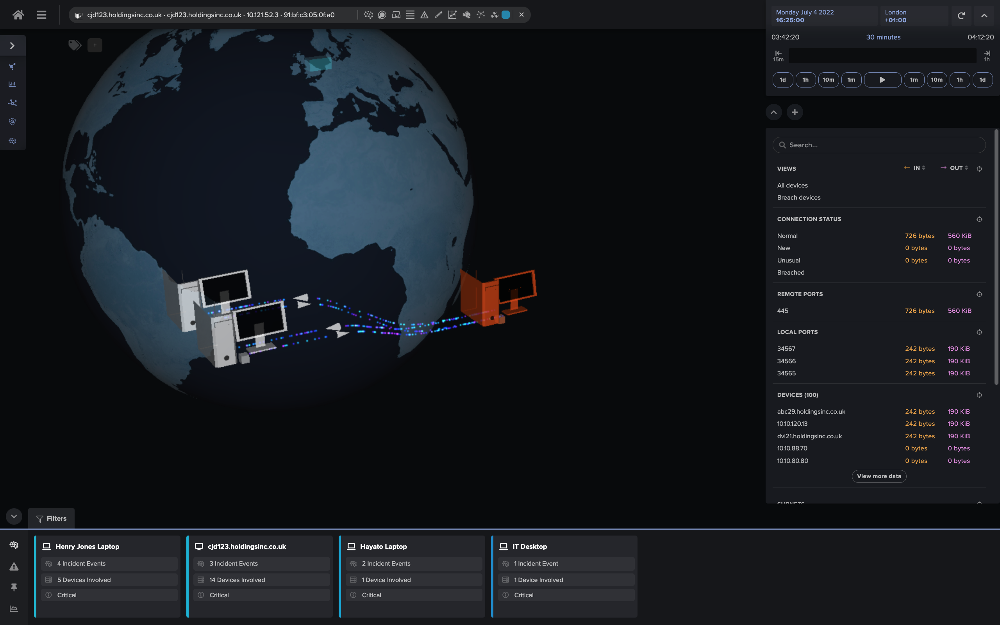 cjd123.holdingsinc.co.uk · cjd123.holdingsinc.co.uk · 10.121.52.3 · 91:bf:c3:05:0f:a0
Monday July 4 2022
16:25:00
London
+01:00
03:42:20
30 minutes
04:12:20
15m
1h
1d
1h
10m
1m
1m
10m
1h
1d
+
Search...
VIEWS ← IN → OUT
All devices
Breach devices
CONNECTION STATUS
Normal 726 bytes 560 KiB
New 0 bytes 0 bytes
Unusual 0 bytes 0 bytes
Breached
REMOTE PORTS
445 726 bytes 560 KiB
LOCAL PORTS
34567 242 bytes 190 KiB
34566 242 bytes 190 KiB
34565 242 bytes 190 KiB
DEVICES (100)
abc29.holdingsinc.co.uk 242 bytes 190 KiB
10.10.120.13 242 bytes 190 KiB
dvi21.holdingsinc.co.uk 242 bytes 190 KiB
10.10.88.70 0 bytes 0 bytes
10.10.80.80 0 bytes 0 bytes
View more data
SUBNETS
Filters
Henry Jones Laptop
4 Incident Events
5 Devices Involved
Critical
cjd123.holdingsinc.co.uk
3 Incident Events
14 Devices Involved
Critical
Hayato Laptop
2 Incident Events
1 Device Involved
Critical
IT Desktop
1 Incident Event
1 Device Involved
Critical